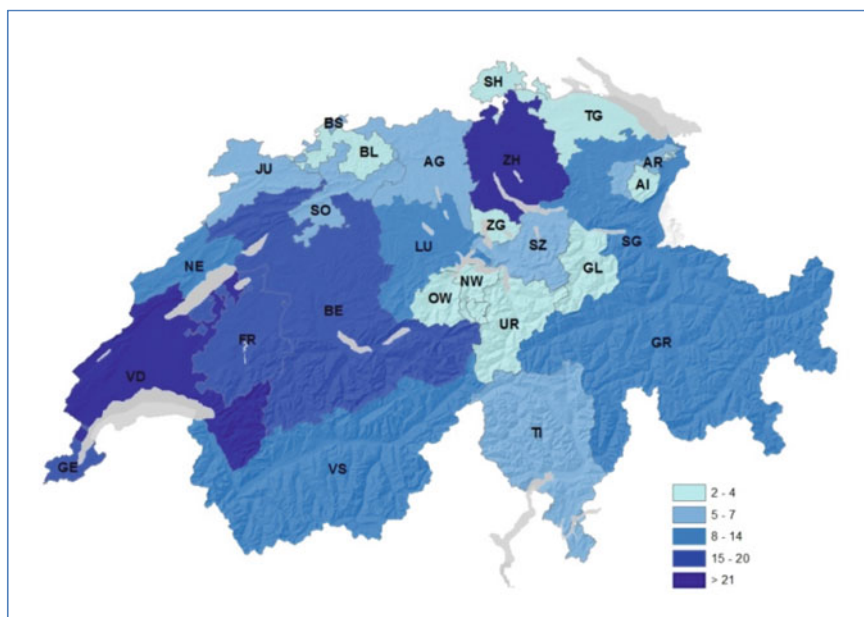 SH
TG
BS
BL
AG
ZH
AR
JU
AI
SO
ZG
LU
SZ
SG
NE
GL
NW
OW
BE
UR
FR
GR
VD
TI
GE
VS
2 - 4
5 - 7
8 - 14
15 - 20
> 21